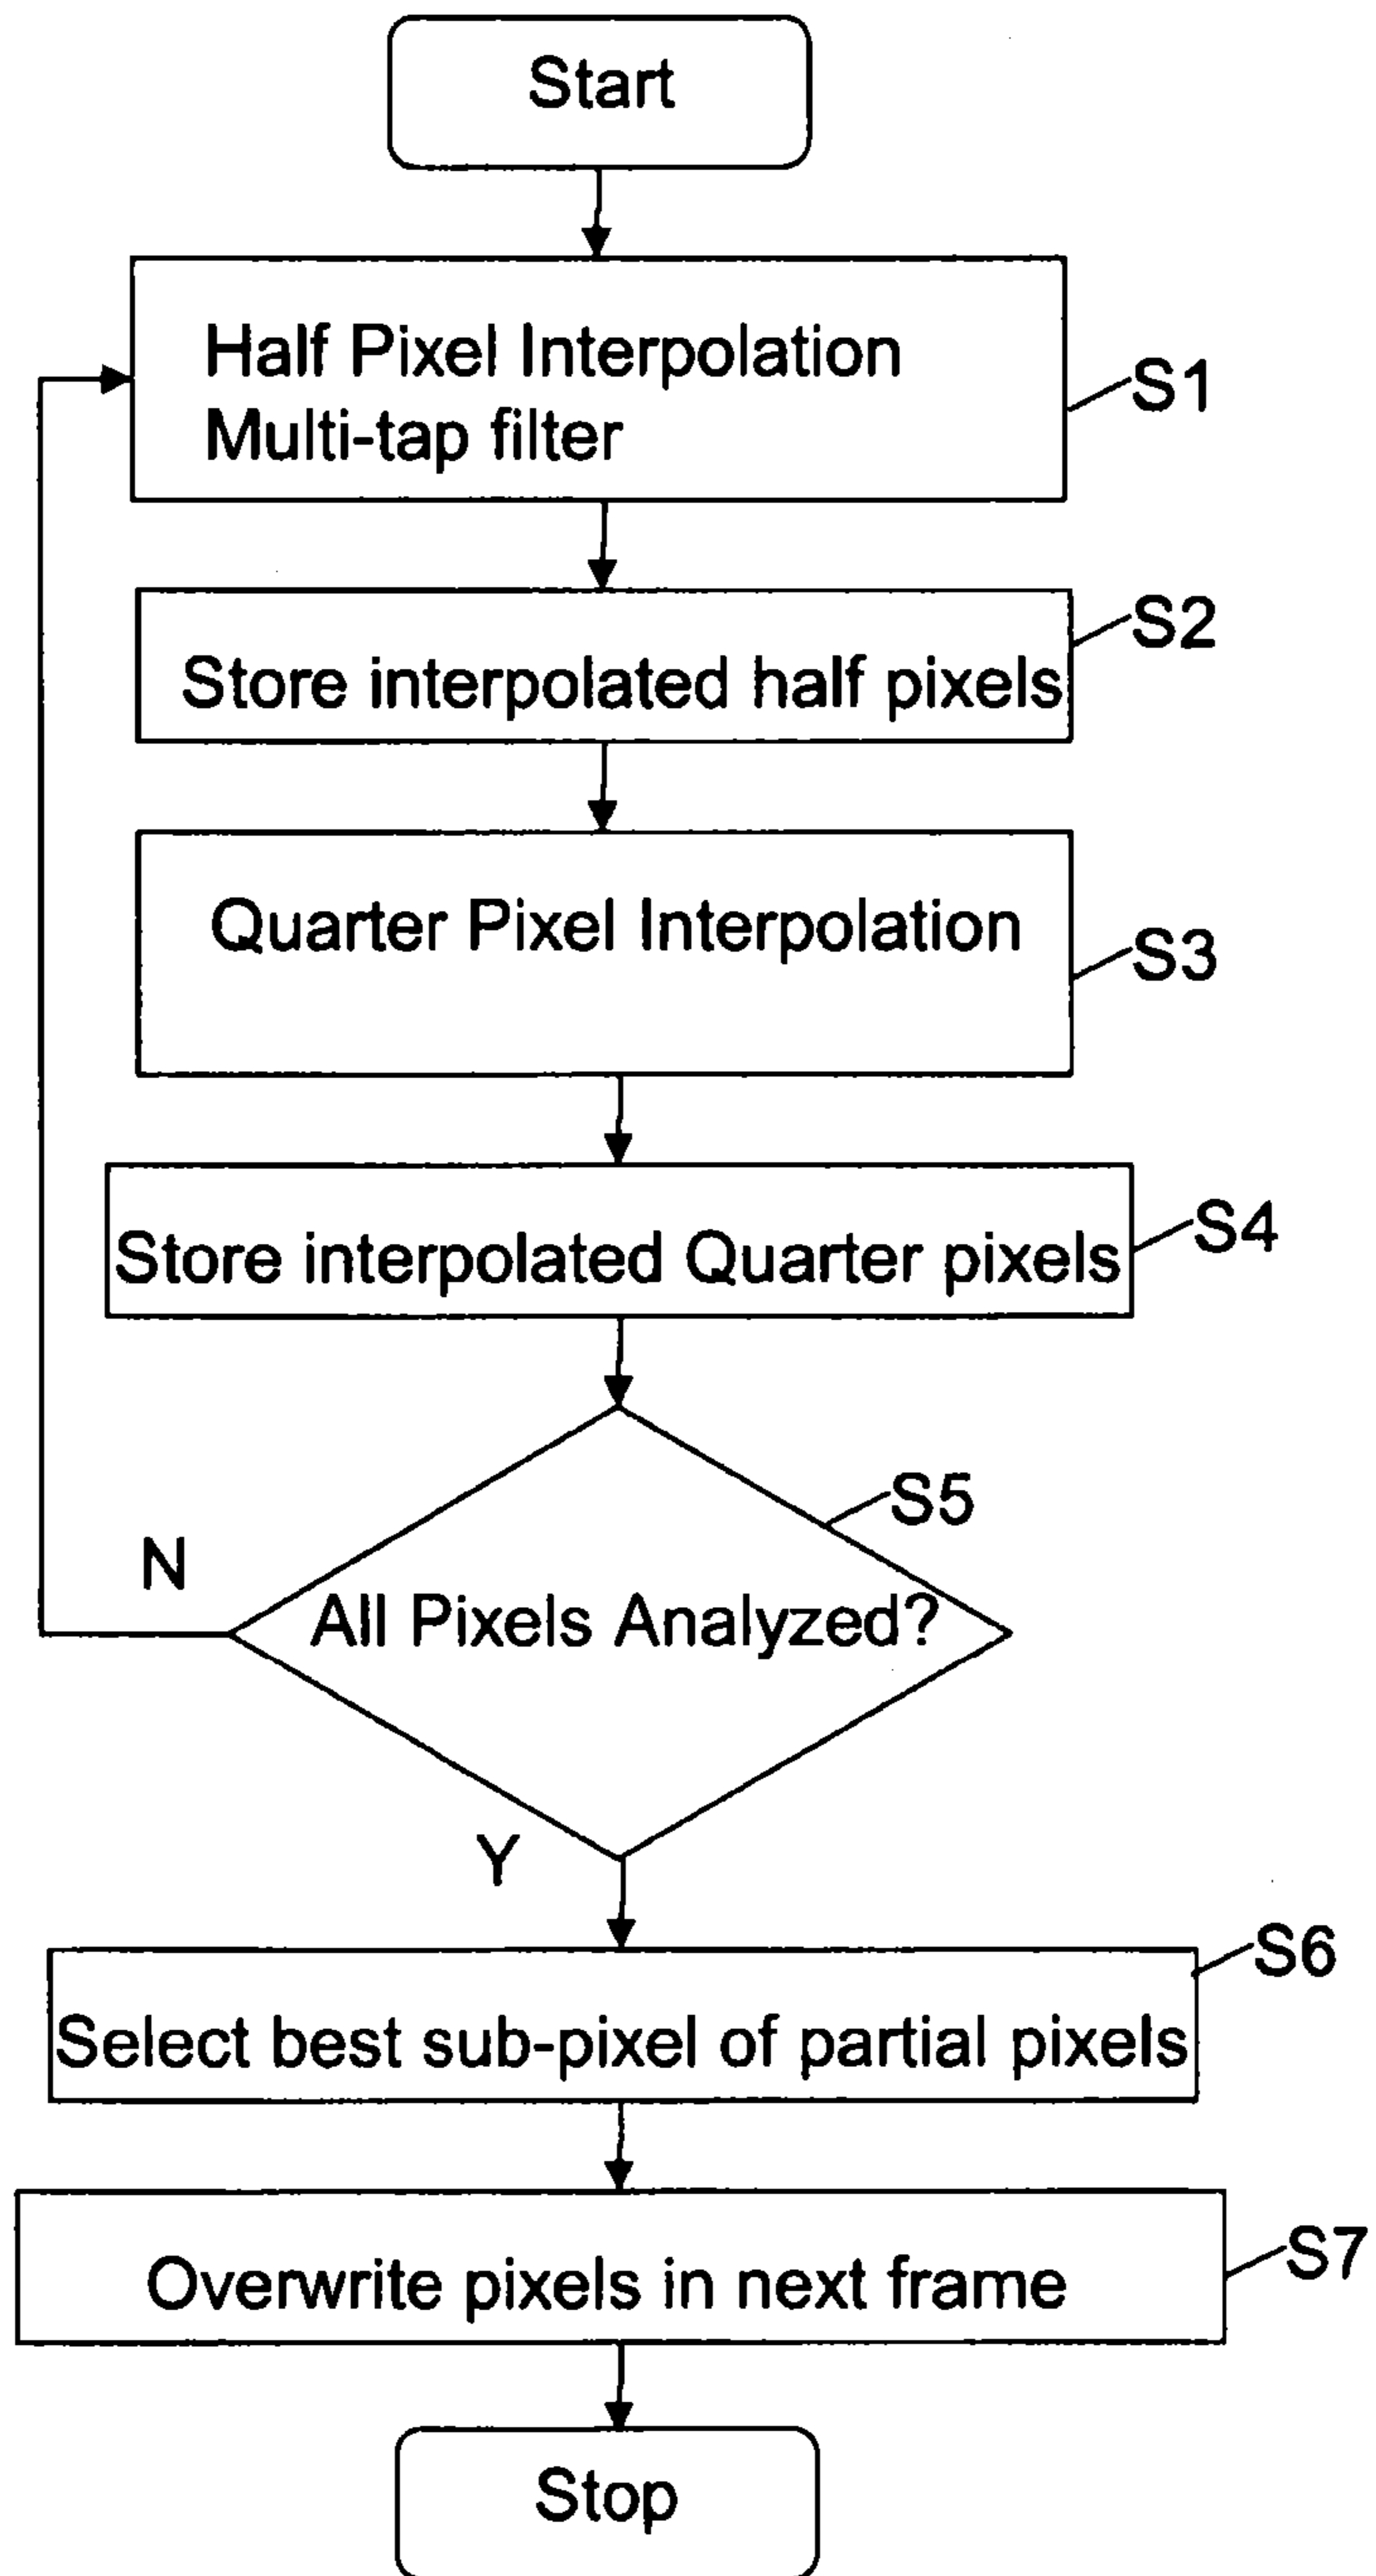 Start
Half Pixel Interpolation
Multi-tap filter
S1
Store interpolated half pixels
S2
Quarter Pixel Interpolation
S3
Store interpolated Quarter pixels
S4
S5
N
All Pixels Analyzed?
Y
S6
Select best sub-pixel of partial pixels
Overwrite pixels in next frame
S7
Stop